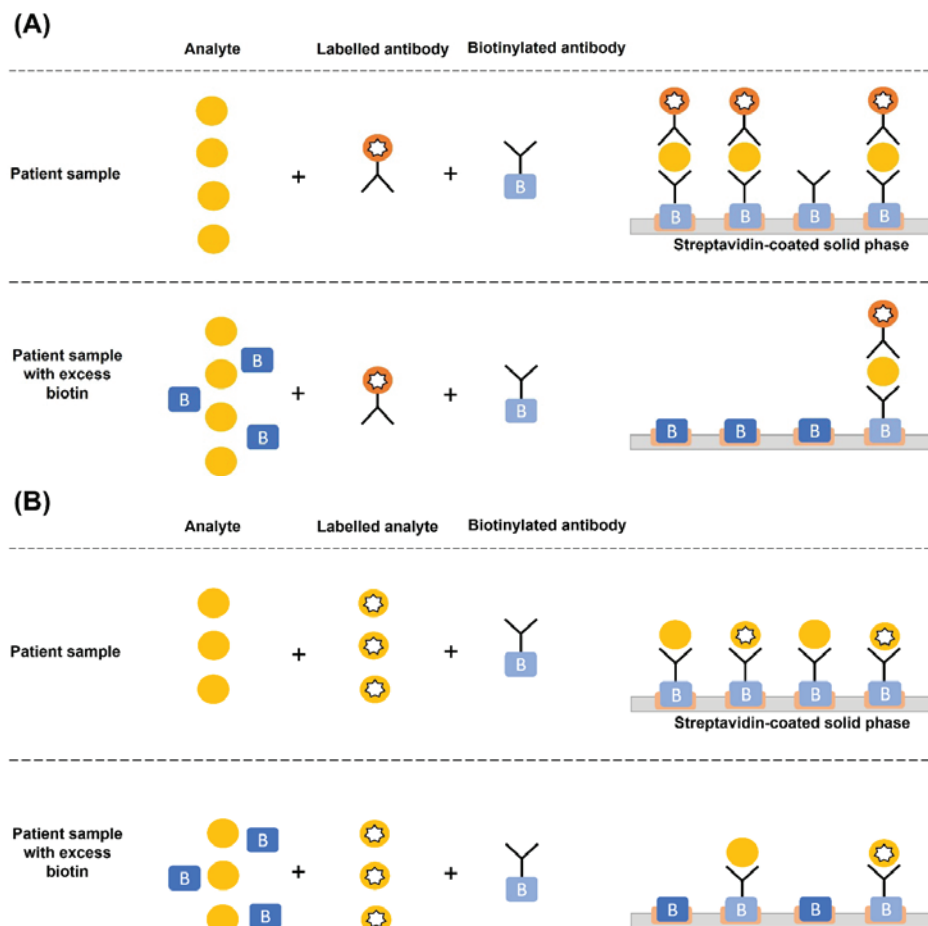 (A)
Analyte Labelled antibody Biotinylated antibody
Patient sample + + B B B B B
Streptavidin-coated solid phase
Patient sample
with excess
biotin
B B B + + B B B B B
(B)
Analyte Labelled analyte Biotinylated antibody
Patient sample + + B B B B B
Streptavidin-coated solid phase
Patient sample
with excess
biotin
B B B + + B B B B B